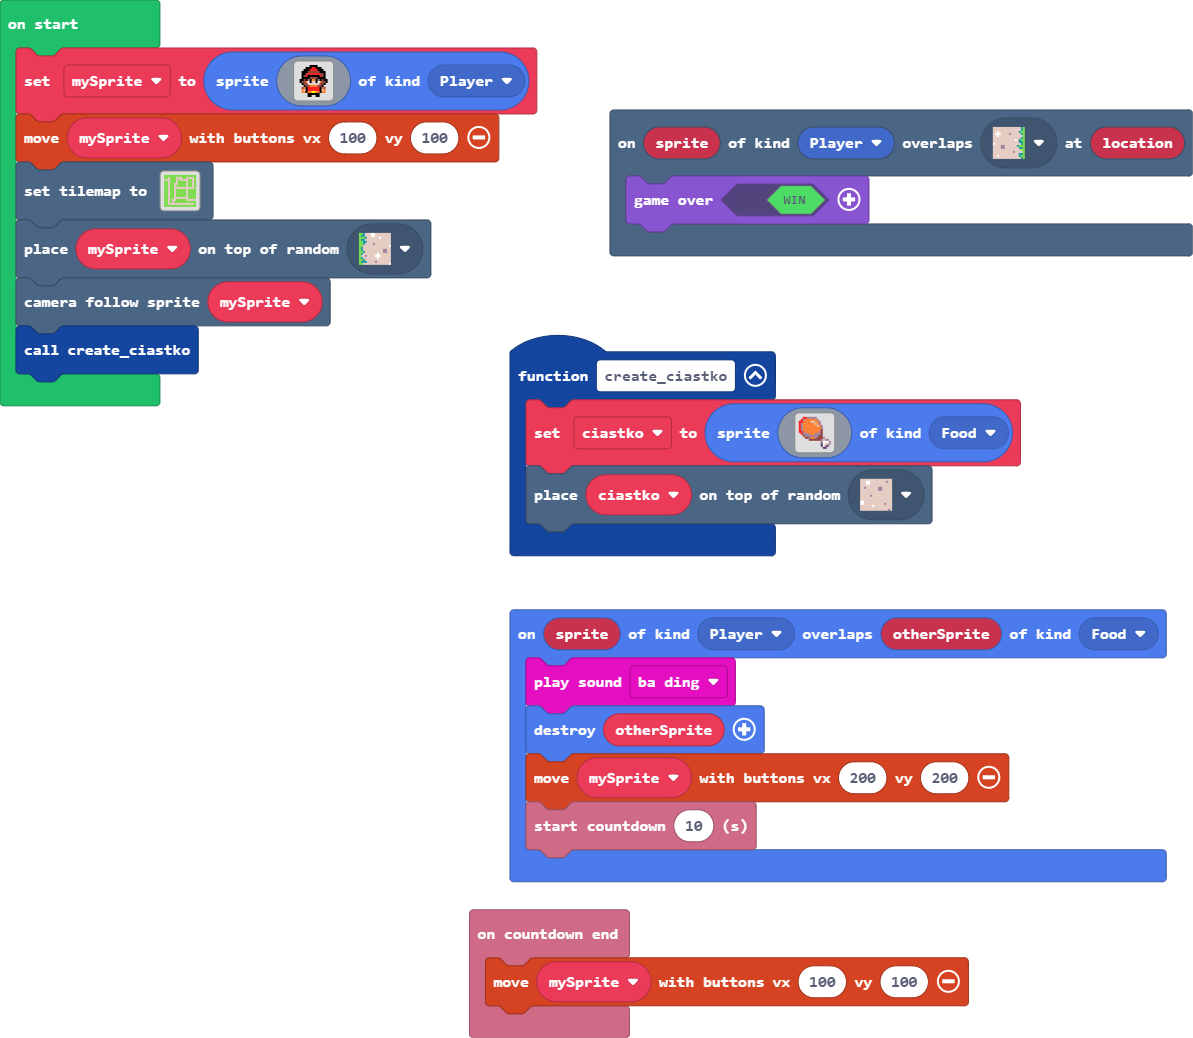 on start
set mySprite to sprite of kind Player
move mySprite with buttons vx 100 vy 100
set tilemap to
place mySprite on top of random
camera follow sprite mySprite
call create_ciastko
on sprite of kind Player overlaps at location
game over WIN
function create_ciastko
set ciastko to sprite of kind Food
place ciastko on top of random
on sprite of kind Player overlaps otherSprite of kind Food
play sound ba ding
destroy otherSprite
move mySprite with buttons vx 200 vy 200
start countdown 10 (s)
on countdown end
move mySprite with buttons vx 100 vy 100